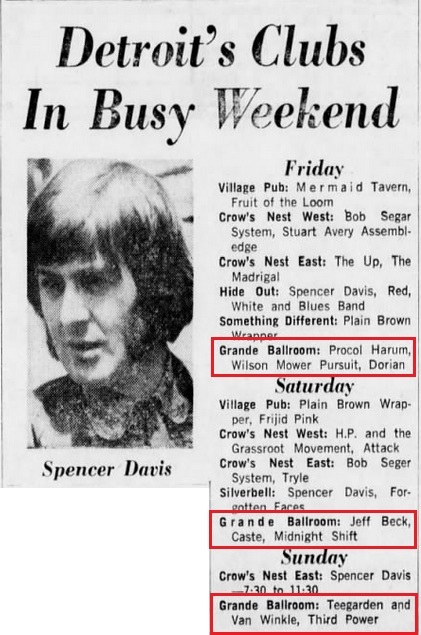 Detroit's Clubs
In Busy Weekend
Spencer Davis
Friday
Village Pub: Mermaid Tavern,
Fruit of the Loom
Crow's Nest West: Bob Segar
System, Stuart Avery Assembl-
edge
Crow's Nest East: The Up, The
Madrigal
Hide Out: Spencer Davis, Red,
White and Blues Band
Something Different: Plain Brown
Wrapper
Grande Ballroom: Procol Harum,
Wilson Mower Pursuit, Dorian
Saturday
Village Pub: Plain Brown Wrap-
per, Frijid Pink
Crow's Nest West: H.P. and the
Grassroot Movement, Attack
Crow's Nest East: Bob Seger
System, Tryle
Silverbell: Spencer Davis, For-
gotten Faces
Grande Ballroom: Jeff Beck,
Caste, Midnight Shift
Sunday
Crow's Nest East: Spencer Davis
—7:30 to 11:30
Grande Ballroom: Teegarden and
Van Winkle, Third Power